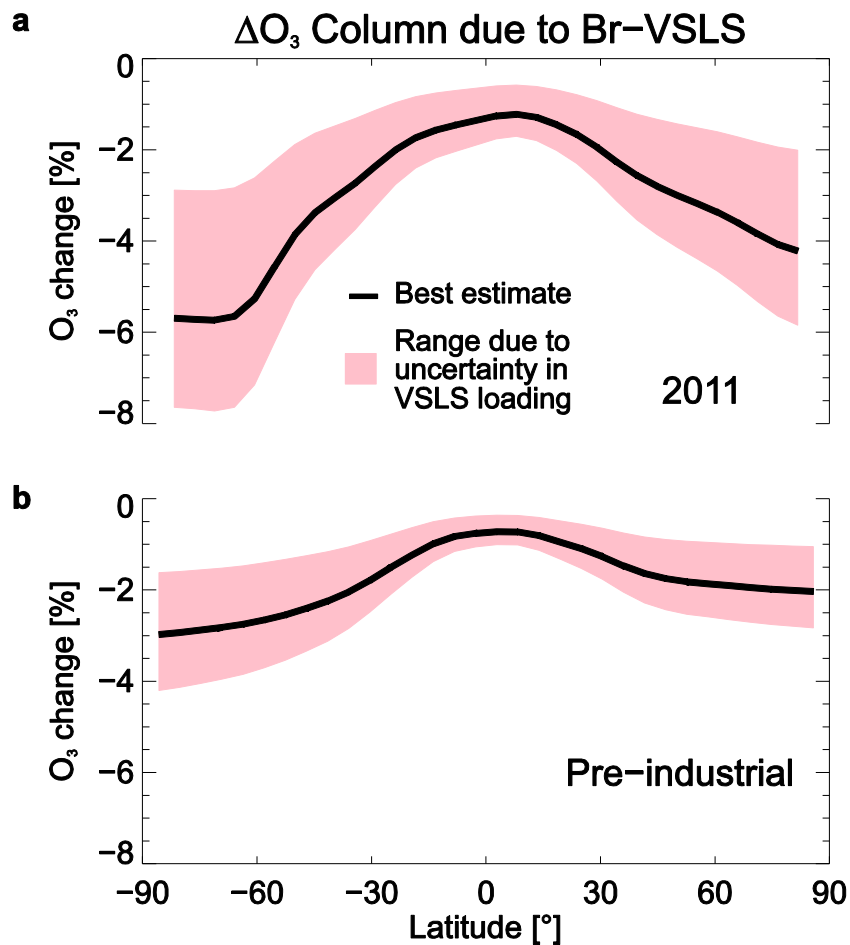 a
ΔO₃ Column due to Br−VSLS
0
−2
−4
−6
−8
O₃ change [%]
Best estimate
Range due to
uncertainty in
VSLS loading
2011
b
0
−2
−4
−6
−8
O₃ change [%]
Pre−industrial
−90 −60 −30 0 30 60 90
Latitude [°]